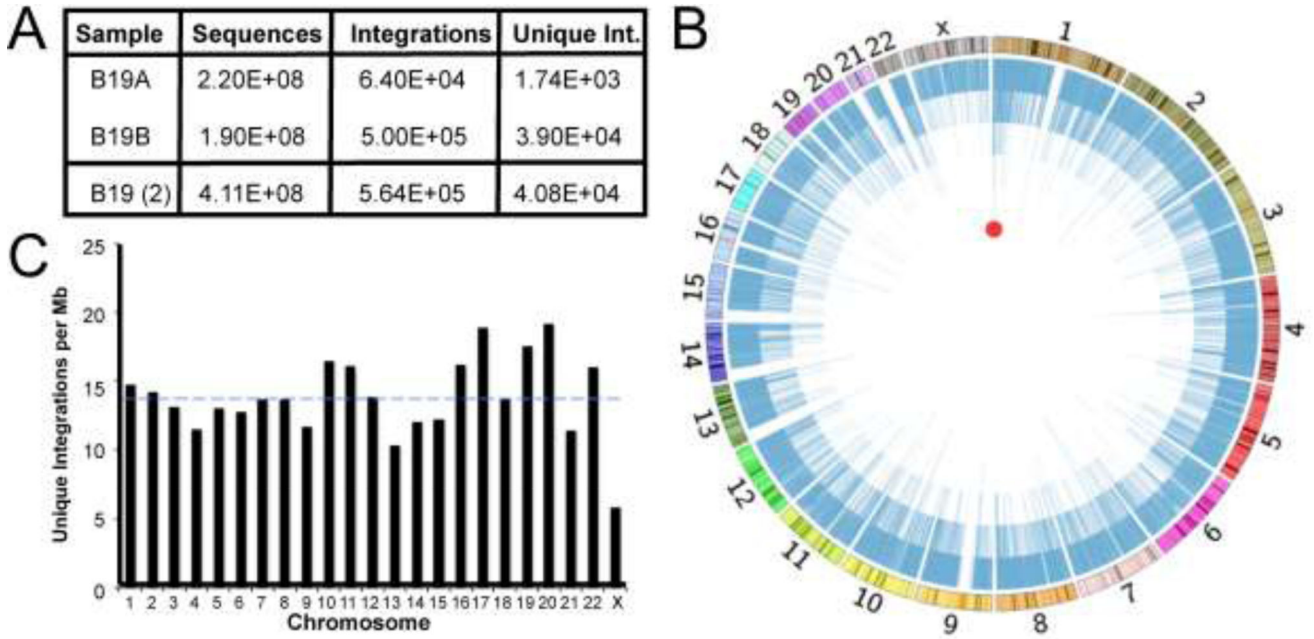 A
Sample Sequences Integrations Unique Int.
B19A 2.20E+08 6.40E+04 1.74E+03
B19B 1.90E+08 5.00E+05 3.90E+04
B19 (2) 4.11E+08 5.64E+05 4.08E+04
B
1
2
3
4
5
6
7
8
9
10
11
12
13
14
15
16
17
18
19
20
21
22
x
C
Unique Integrations per Mb
25
20
15
10
5
0
1 2 3 4 5 6 7 8 9 10 11 12 13 14 15 16 17 18 19 20 21 22 X
Chromosome